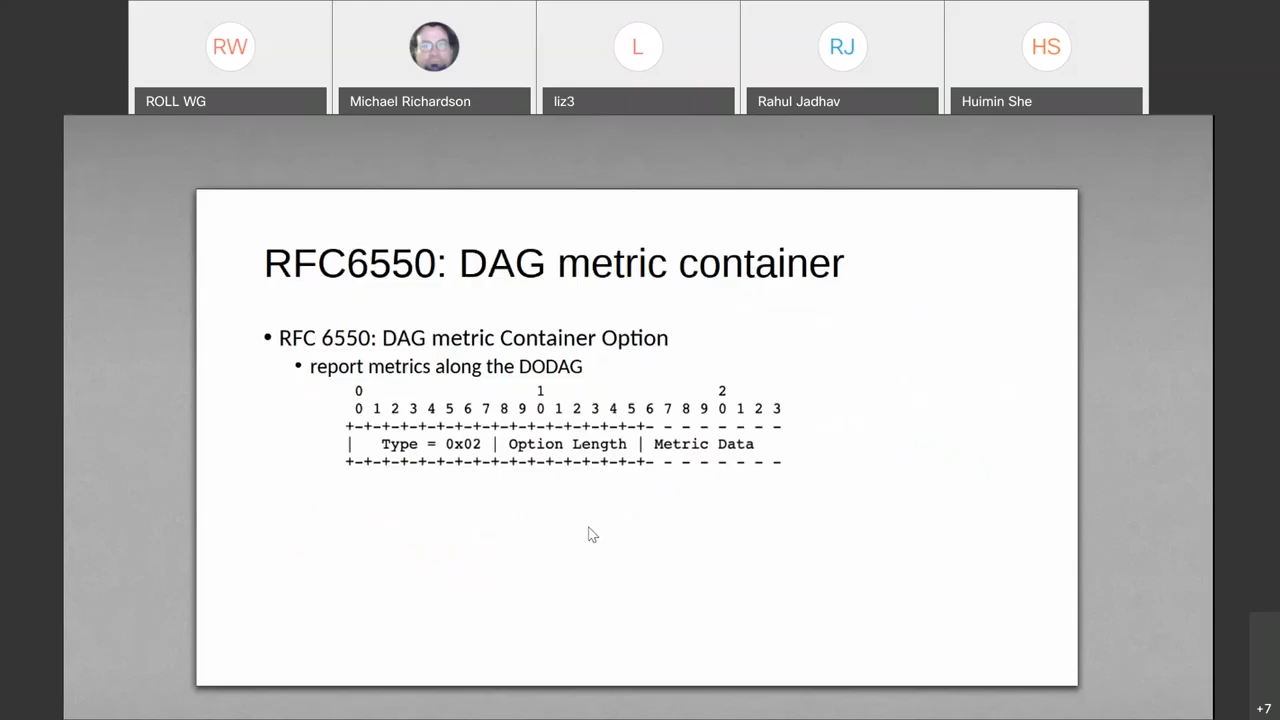 RW
L
RJ
HS
ROLL WG
Michael Richardson
liz3
Rahul Jadhav
Huimin She
RFC6550: DAG metric container
• RFC 6550: DAG metric Container Option
• report metrics along the DODAG
0                   1                   2
0 1 2 3 4 5 6 7 8 9 0 1 2 3 4 5 6 7 8 9 0 1 2 3
+-+-+-+-+-+-+-+-+-+-+-+-+-+-+-+-+- - - - - - - -
|   Type = 0x02 | Option Length | Metric Data
+-+-+-+-+-+-+-+-+-+-+-+-+-+-+-+-+- - - - - - - -
+7